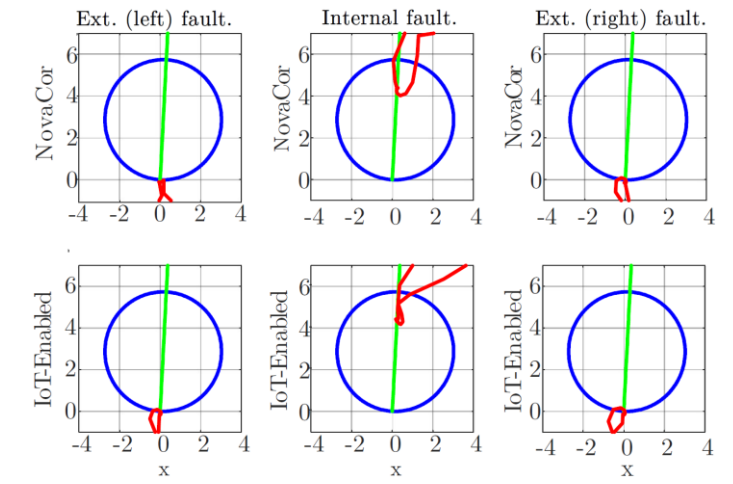 Ext. (left) fault. Internal fault. Ext. (right) fault.
NovaCor 6 4 2 0 NovaCor 6 4 2 0 NovaCor 6 4 2 0
-4 -2 0 2 4 -4 -2 0 2 4 -4 -2 0 2 4
IoT-Enabled 6 4 2 0 IoT-Enabled 6 4 2 0 IoT-Enabled 6 4 2 0
-4 -2 0 2 4 -4 -2 0 2 4 -4 -2 0 2 4
x x x